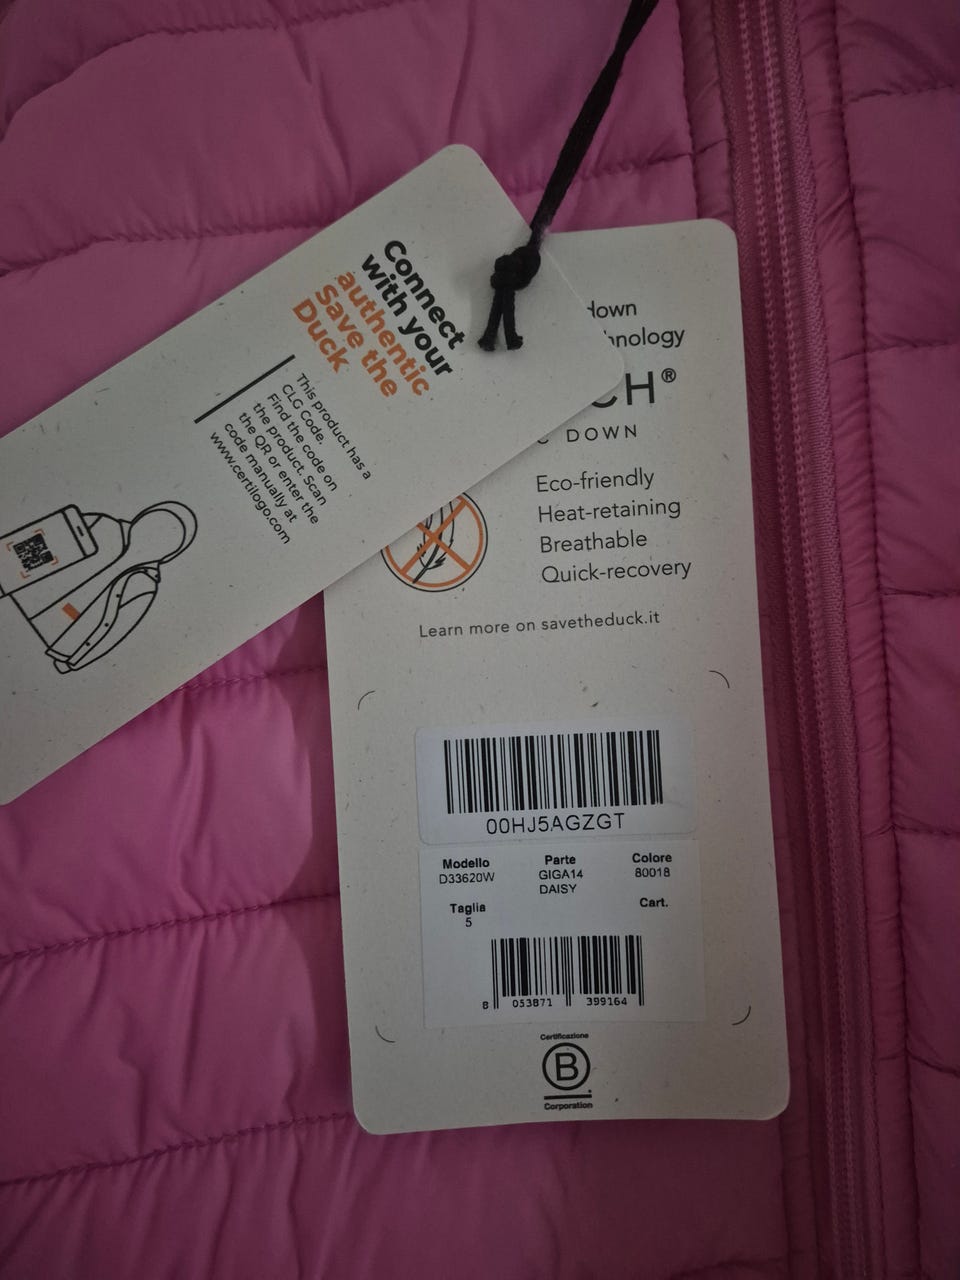 Connect
with your
authentic
Save the
Duck
This product has a
CLG Code.
Find the code on
the product. Scan
the QR or enter the
code manually at
www.certilogo.com
down
DOWN
Eco-friendly
Heat-retaining
Breathable
Quick-recovery
Learn more on savetheduck.it
00HJ5AGZGT
Modello Parte Colore
D33620W GIGA14 80018
DAISY
Taglia Cart.
5
8 053871 399164
Certificazione
B
Corporation